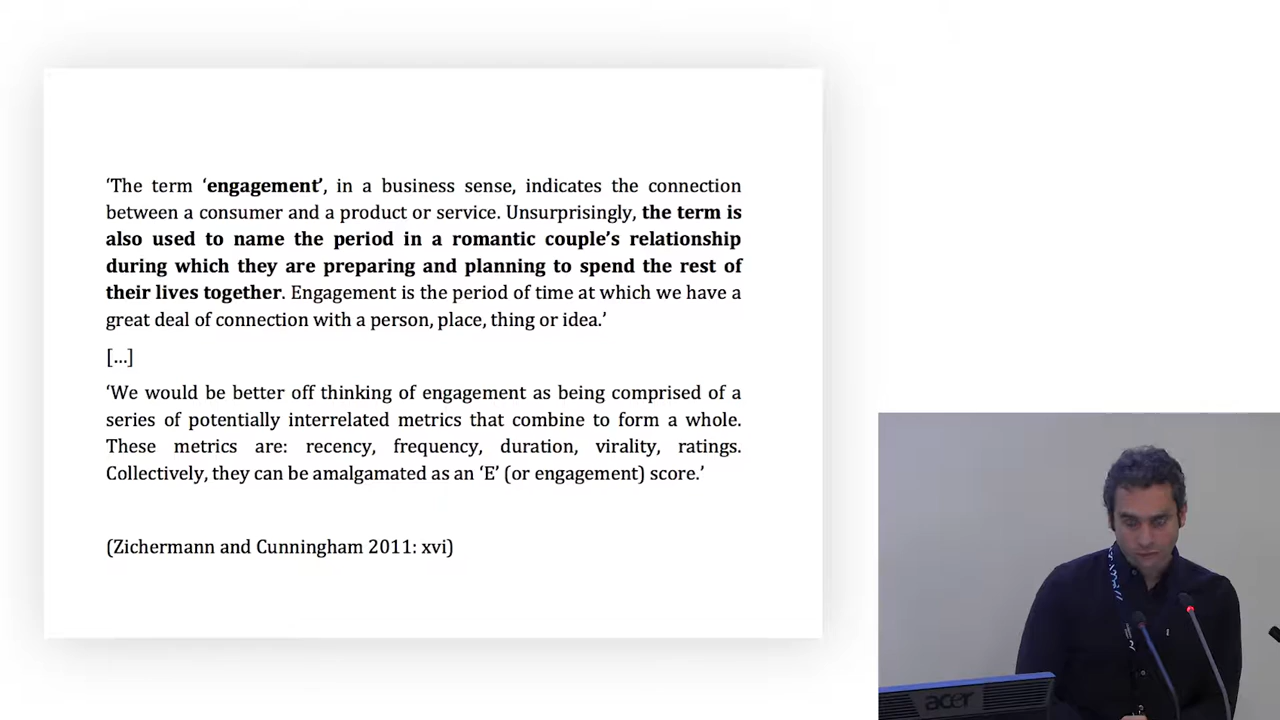 ‘The term ‘engagement’, in a business sense, indicates the connection
between a consumer and a product or service. Unsurprisingly, the term is
also used to name the period in a romantic couple’s relationship
during which they are preparing and planning to spend the rest of
their lives together. Engagement is the period of time at which we have a
great deal of connection with a person, place, thing or idea.’
[...]
‘We would be better off thinking of engagement as being comprised of a
series of potentially interrelated metrics that combine to form a whole.
These metrics are: recency, frequency, duration, virality, ratings.
Collectively, they can be amalgamated as an ‘E’ (or engagement) score.’
(Zichermann and Cunningham 2011: xvi)
acer